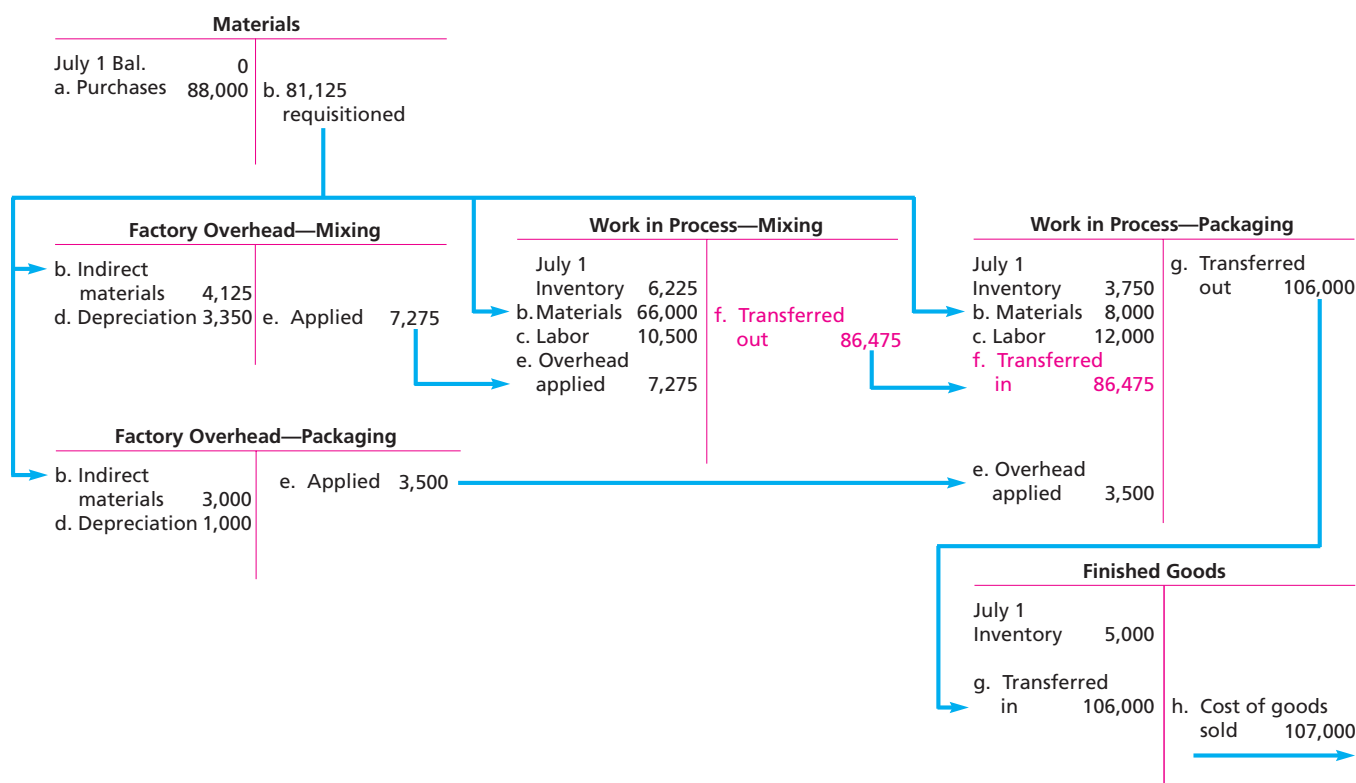 Materials
July 1 Bal. 0
a. Purchases 88,000 b. 81,125
requisitioned
Factory Overhead—Mixing
b. Indirect
materials 4,125
d. Depreciation 3,350 e. Applied 7,275
Work in Process—Mixing
July 1
Inventory 6,225
b. Materials 66,000 f. Transferred
c. Labor 10,500 out 86,475
e. Overhead
applied 7,275
Work in Process—Packaging
July 1 g. Transferred
Inventory 3,750 out 106,000
b. Materials 8,000
c. Labor 12,000
f. Transferred
in 86,475
e. Overhead
applied 3,500
Factory Overhead—Packaging
b. Indirect e. Applied 3,500
materials 3,000
d. Depreciation 1,000
Finished Goods
July 1
Inventory 5,000
g. Transferred
in 106,000 h. Cost of goods
sold 107,000